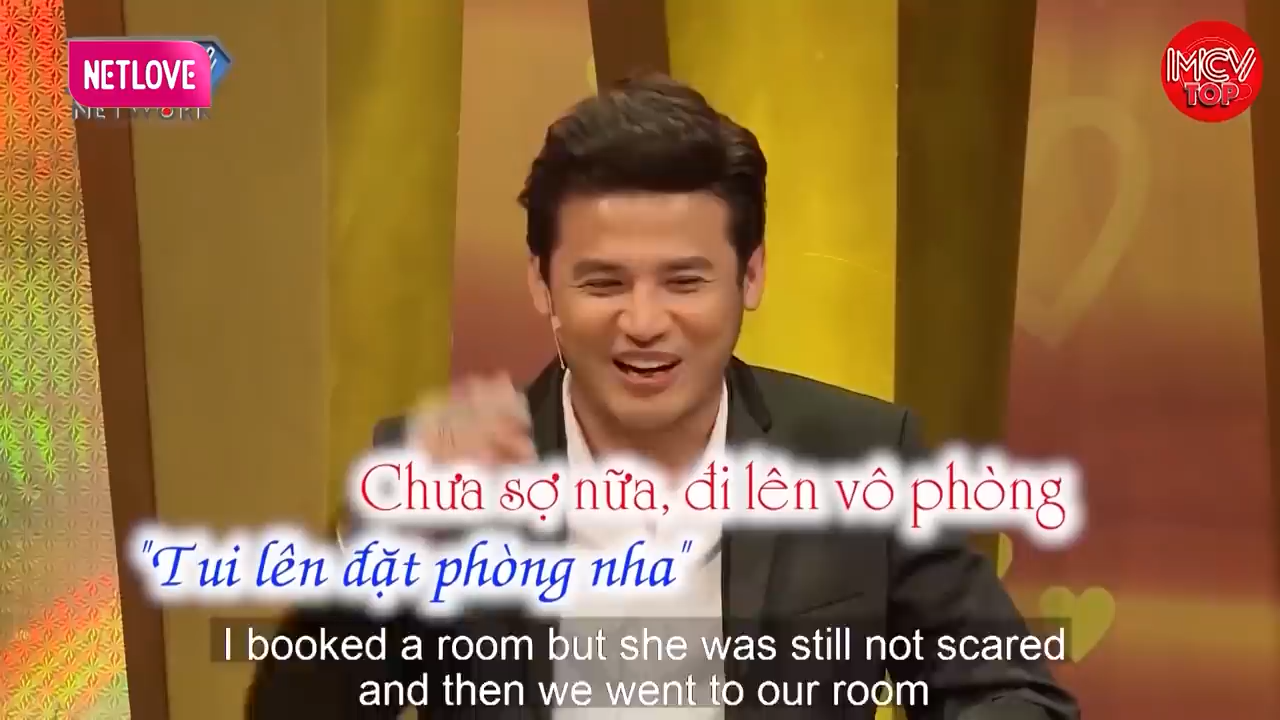 NETLOVE
NETWORK
MCV
TOP
Chưa sợ nữa, đi lên vô phòng
"Tui lên đặt phòng nha"
I booked a room but she was still not scared
and then we went to our room